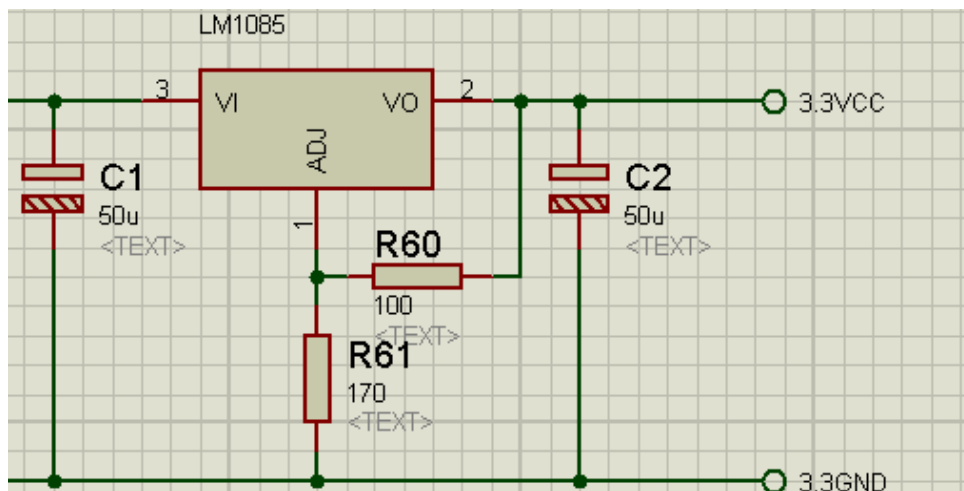 LM1085
3
VI
VO
2
3.3VCC
ADJ
C1
50u
<TEXT>
C2
50u
<TEXT>
1
R60
100
<TEXT>
R61
170
<TEXT>
3.3GND